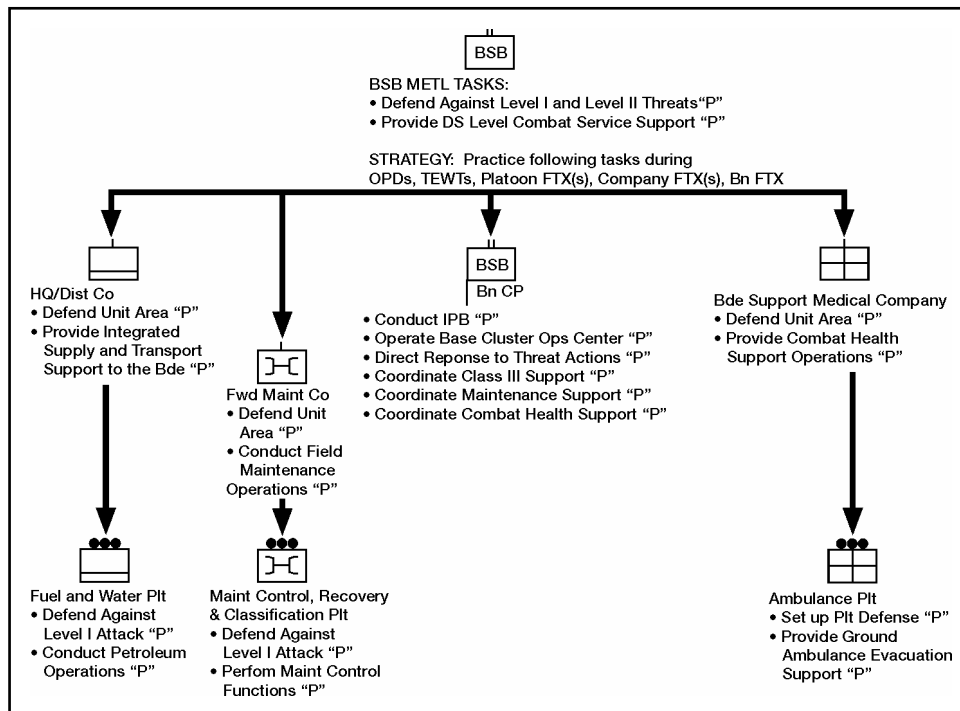 BSB
BSB METL TASKS:
• Defend Against Level I and Level II Threats“P”
• Provide DS Level Combat Service Support “P”
STRATEGY: Practice following tasks during
OPDs, TEWTs, Platoon FTX(s), Company FTX(s), Bn FTX
HQ/Dist Co
• Defend Unit Area “P”
• Provide Integrated
Supply and Transport
Support to the Bde “P”
Fwd Maint Co
• Defend Unit
Area “P”
• Conduct Field
Maintenance
Operations “P”
BSB
Bn CP
• Conduct IPB “P”
• Operate Base Cluster Ops Center “P”
• Direct Reponse to Threat Actions “P”
• Coordinate Class III Support “P”
• Coordinate Maintenance Support “P”
• Coordinate Combat Health Support “P”
Bde Support Medical Company
• Defend Unit Area “P”
• Provide Combat Health
Support Operations “P”
Fuel and Water Plt
• Defend Against
Level I Attack “P”
• Conduct Petroleum
Operations “P”
Maint Control, Recovery
& Classification Plt
• Defend Against
Level I Attack “P”
• Perfom Maint Control
Functions “P”
Ambulance Plt
• Set up Plt Defense “P”
• Provide Ground
Ambulance Evacuation
Support “P”